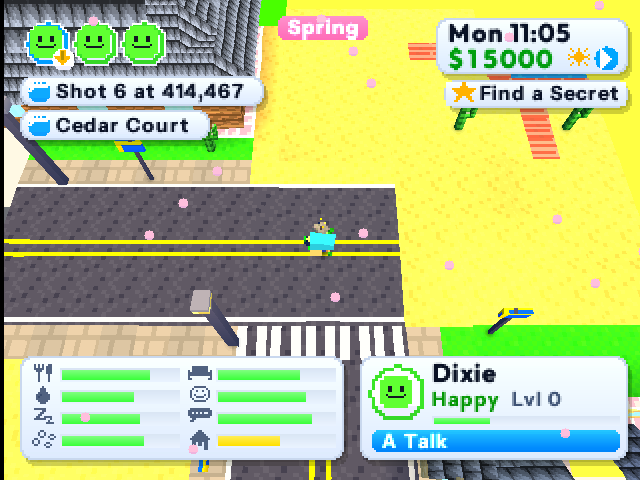 Spring
Mon 11:05
$15000
Shot 6 at 414,467
Find a Secret
Cedar Court
Dixie
Happy Lvl 0
A Talk